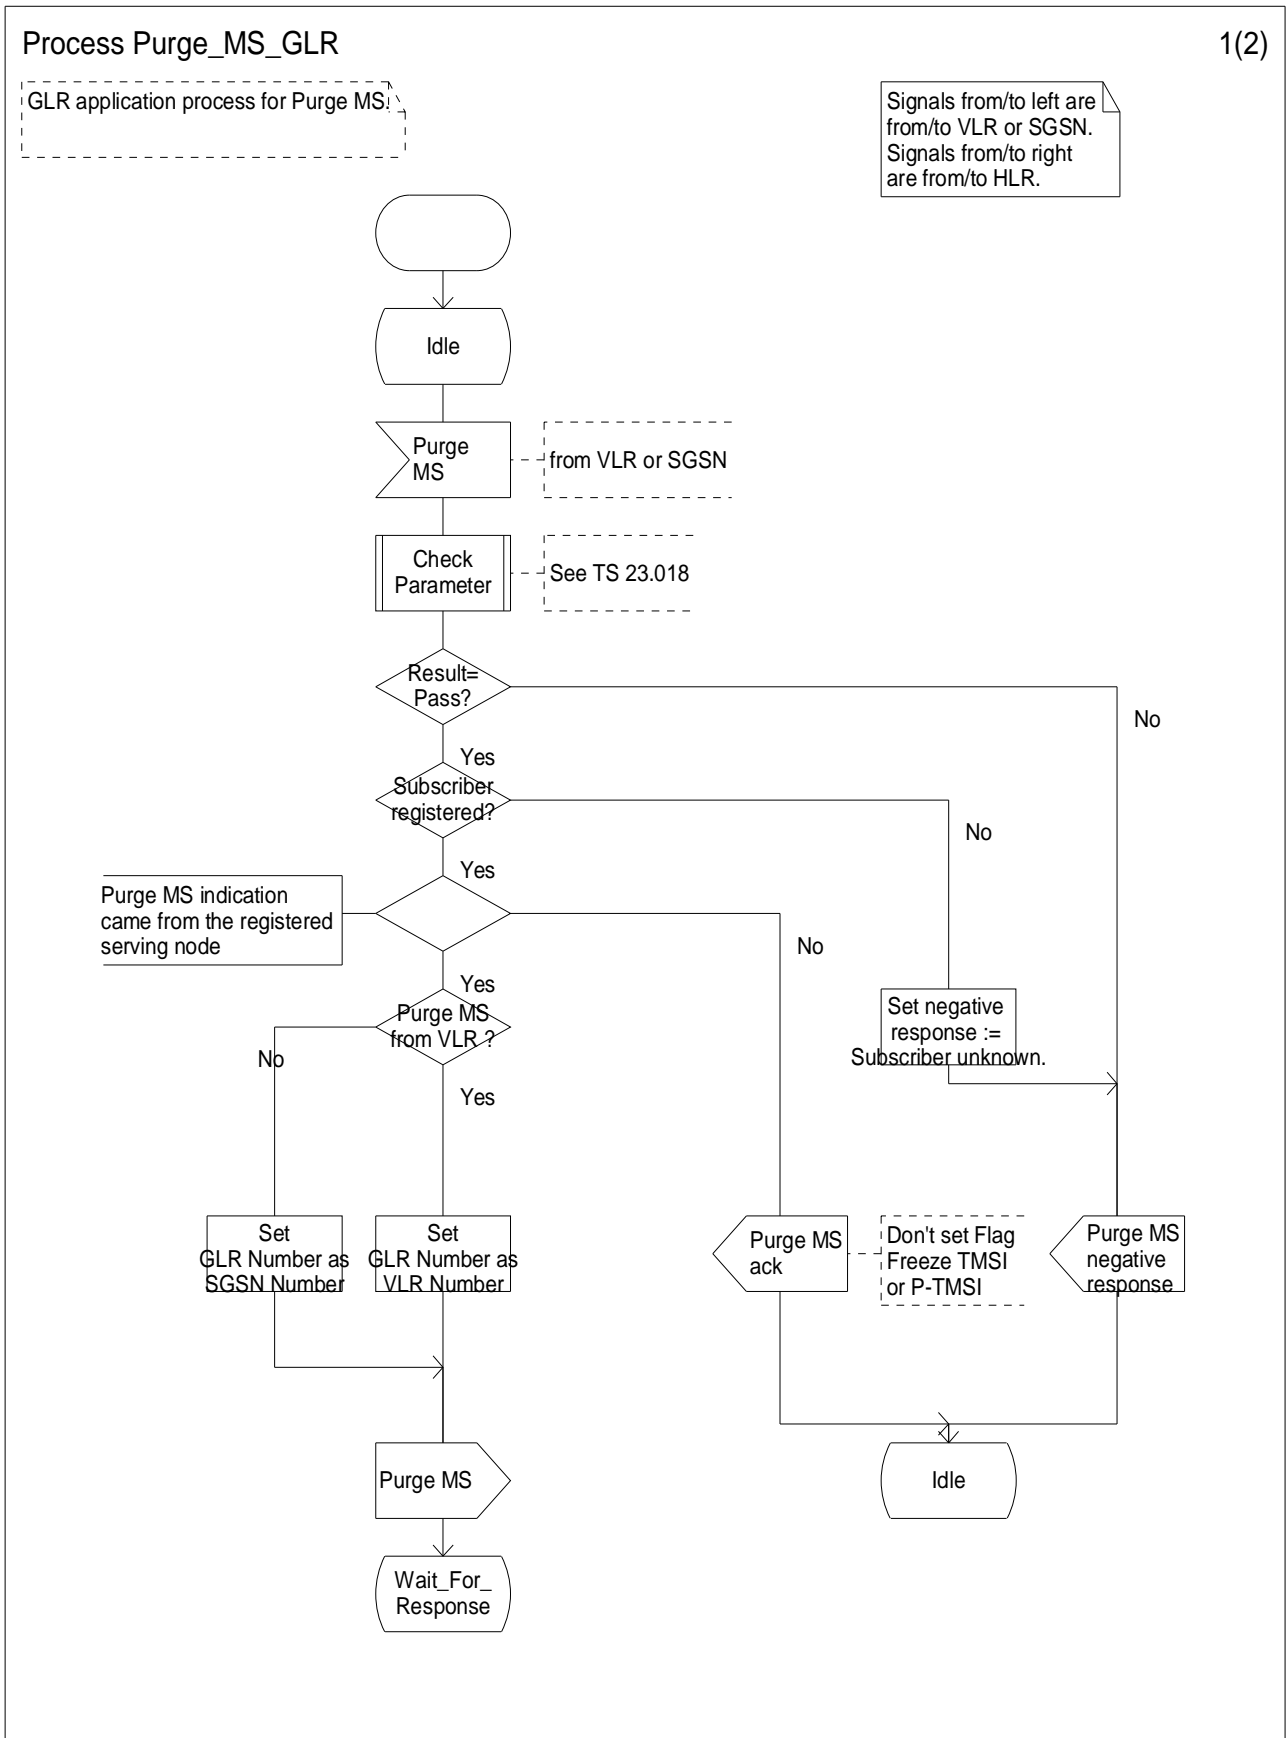 Process Purge_MS_GLR
1(2)
GLR application process for Purge MS.
Signals from/to left are
from/to VLR or SGSN.
Signals from/to right
are from/to HLR.
Idle
Purge
MS
from VLR or SGSN
Check
Parameter
See TS 23.018
Result=
Pass?
No
Yes
Subscriber
registered?
No
Yes
Purge MS indication
came from the registered
serving node
No
Yes
Purge MS
from VLR ?
No
Yes
Set negative
response :=
Subscriber unknown.
Set
GLR Number as
SGSN Number
Set
GLR Number as
VLR Number
Purge MS
ack
Don't set Flag
Freeze TMSI
or P-TMSI
Purge MS
negative
response
Purge MS
Idle
Wait_For_
Response